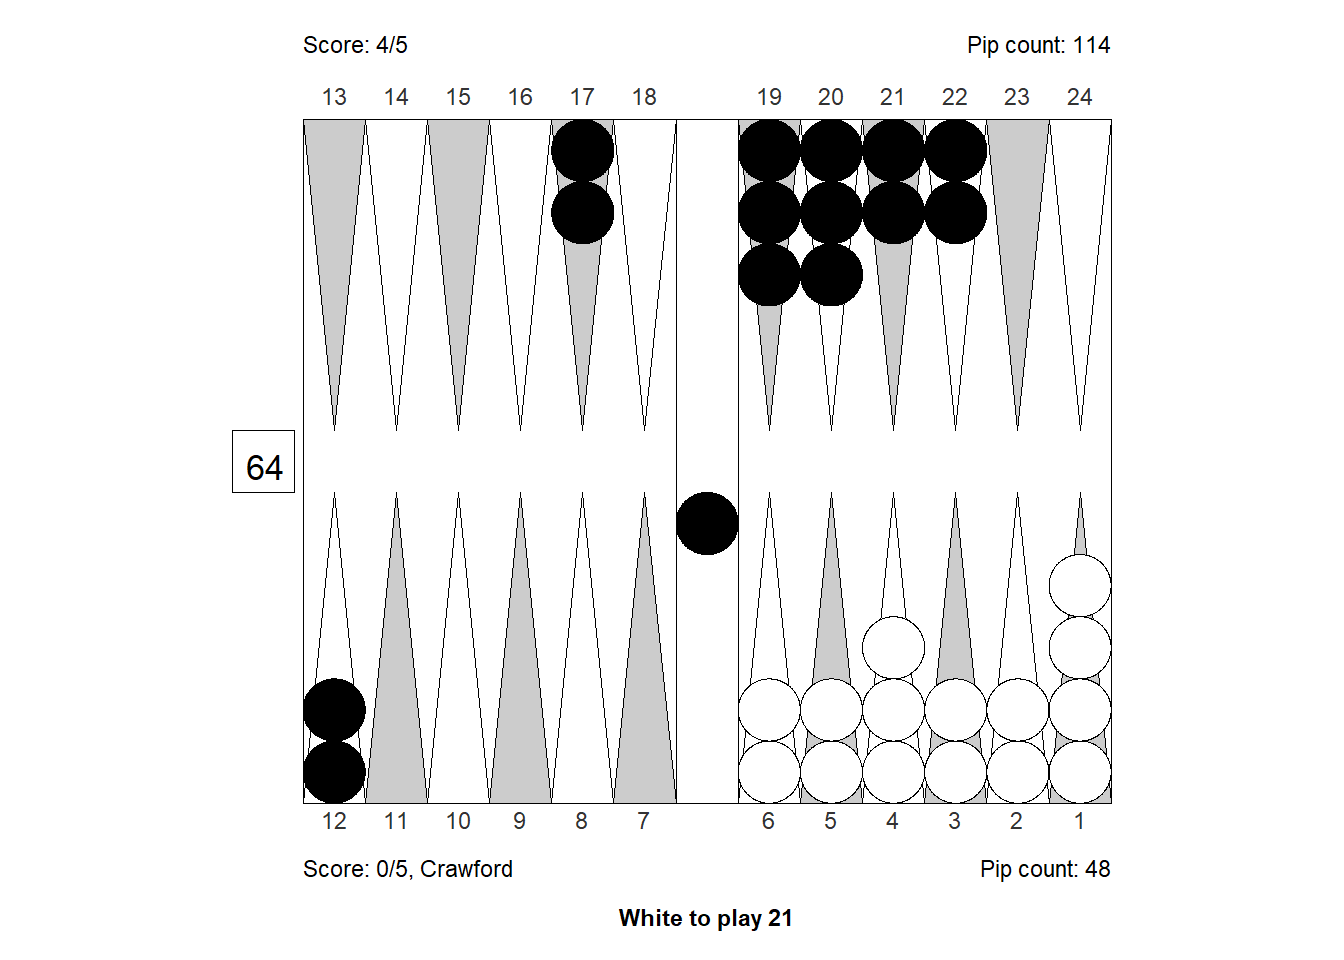 Score: 4/5 Pip count: 114
13 14 15 16 17 18 19 20 21 22 23 24
64
12 11 10 9 8 7 6 5 4 3 2 1
Score: 0/5, Crawford Pip count: 48
White to play 21